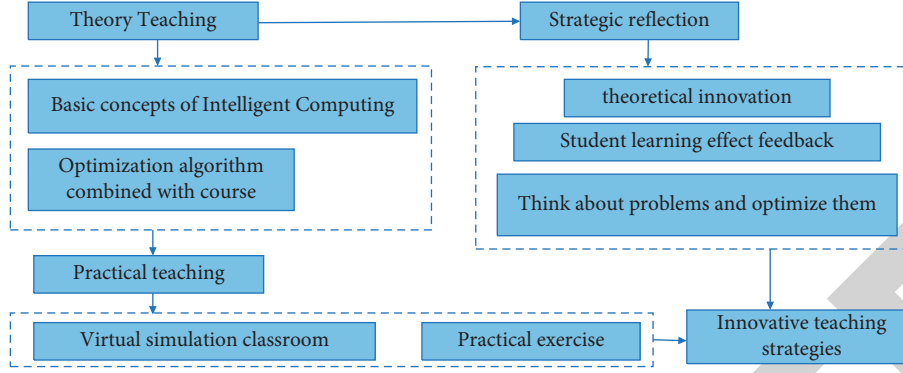 Theory Teaching
Strategic reflection
Basic concepts of Intelligent Computing
Optimization algorithm
combined with course
theoretical innovation
Student learning effect feedback
Think about problems and optimize them
Practical teaching
Virtual simulation classroom
Practical exercise
Innovative teaching
strategies